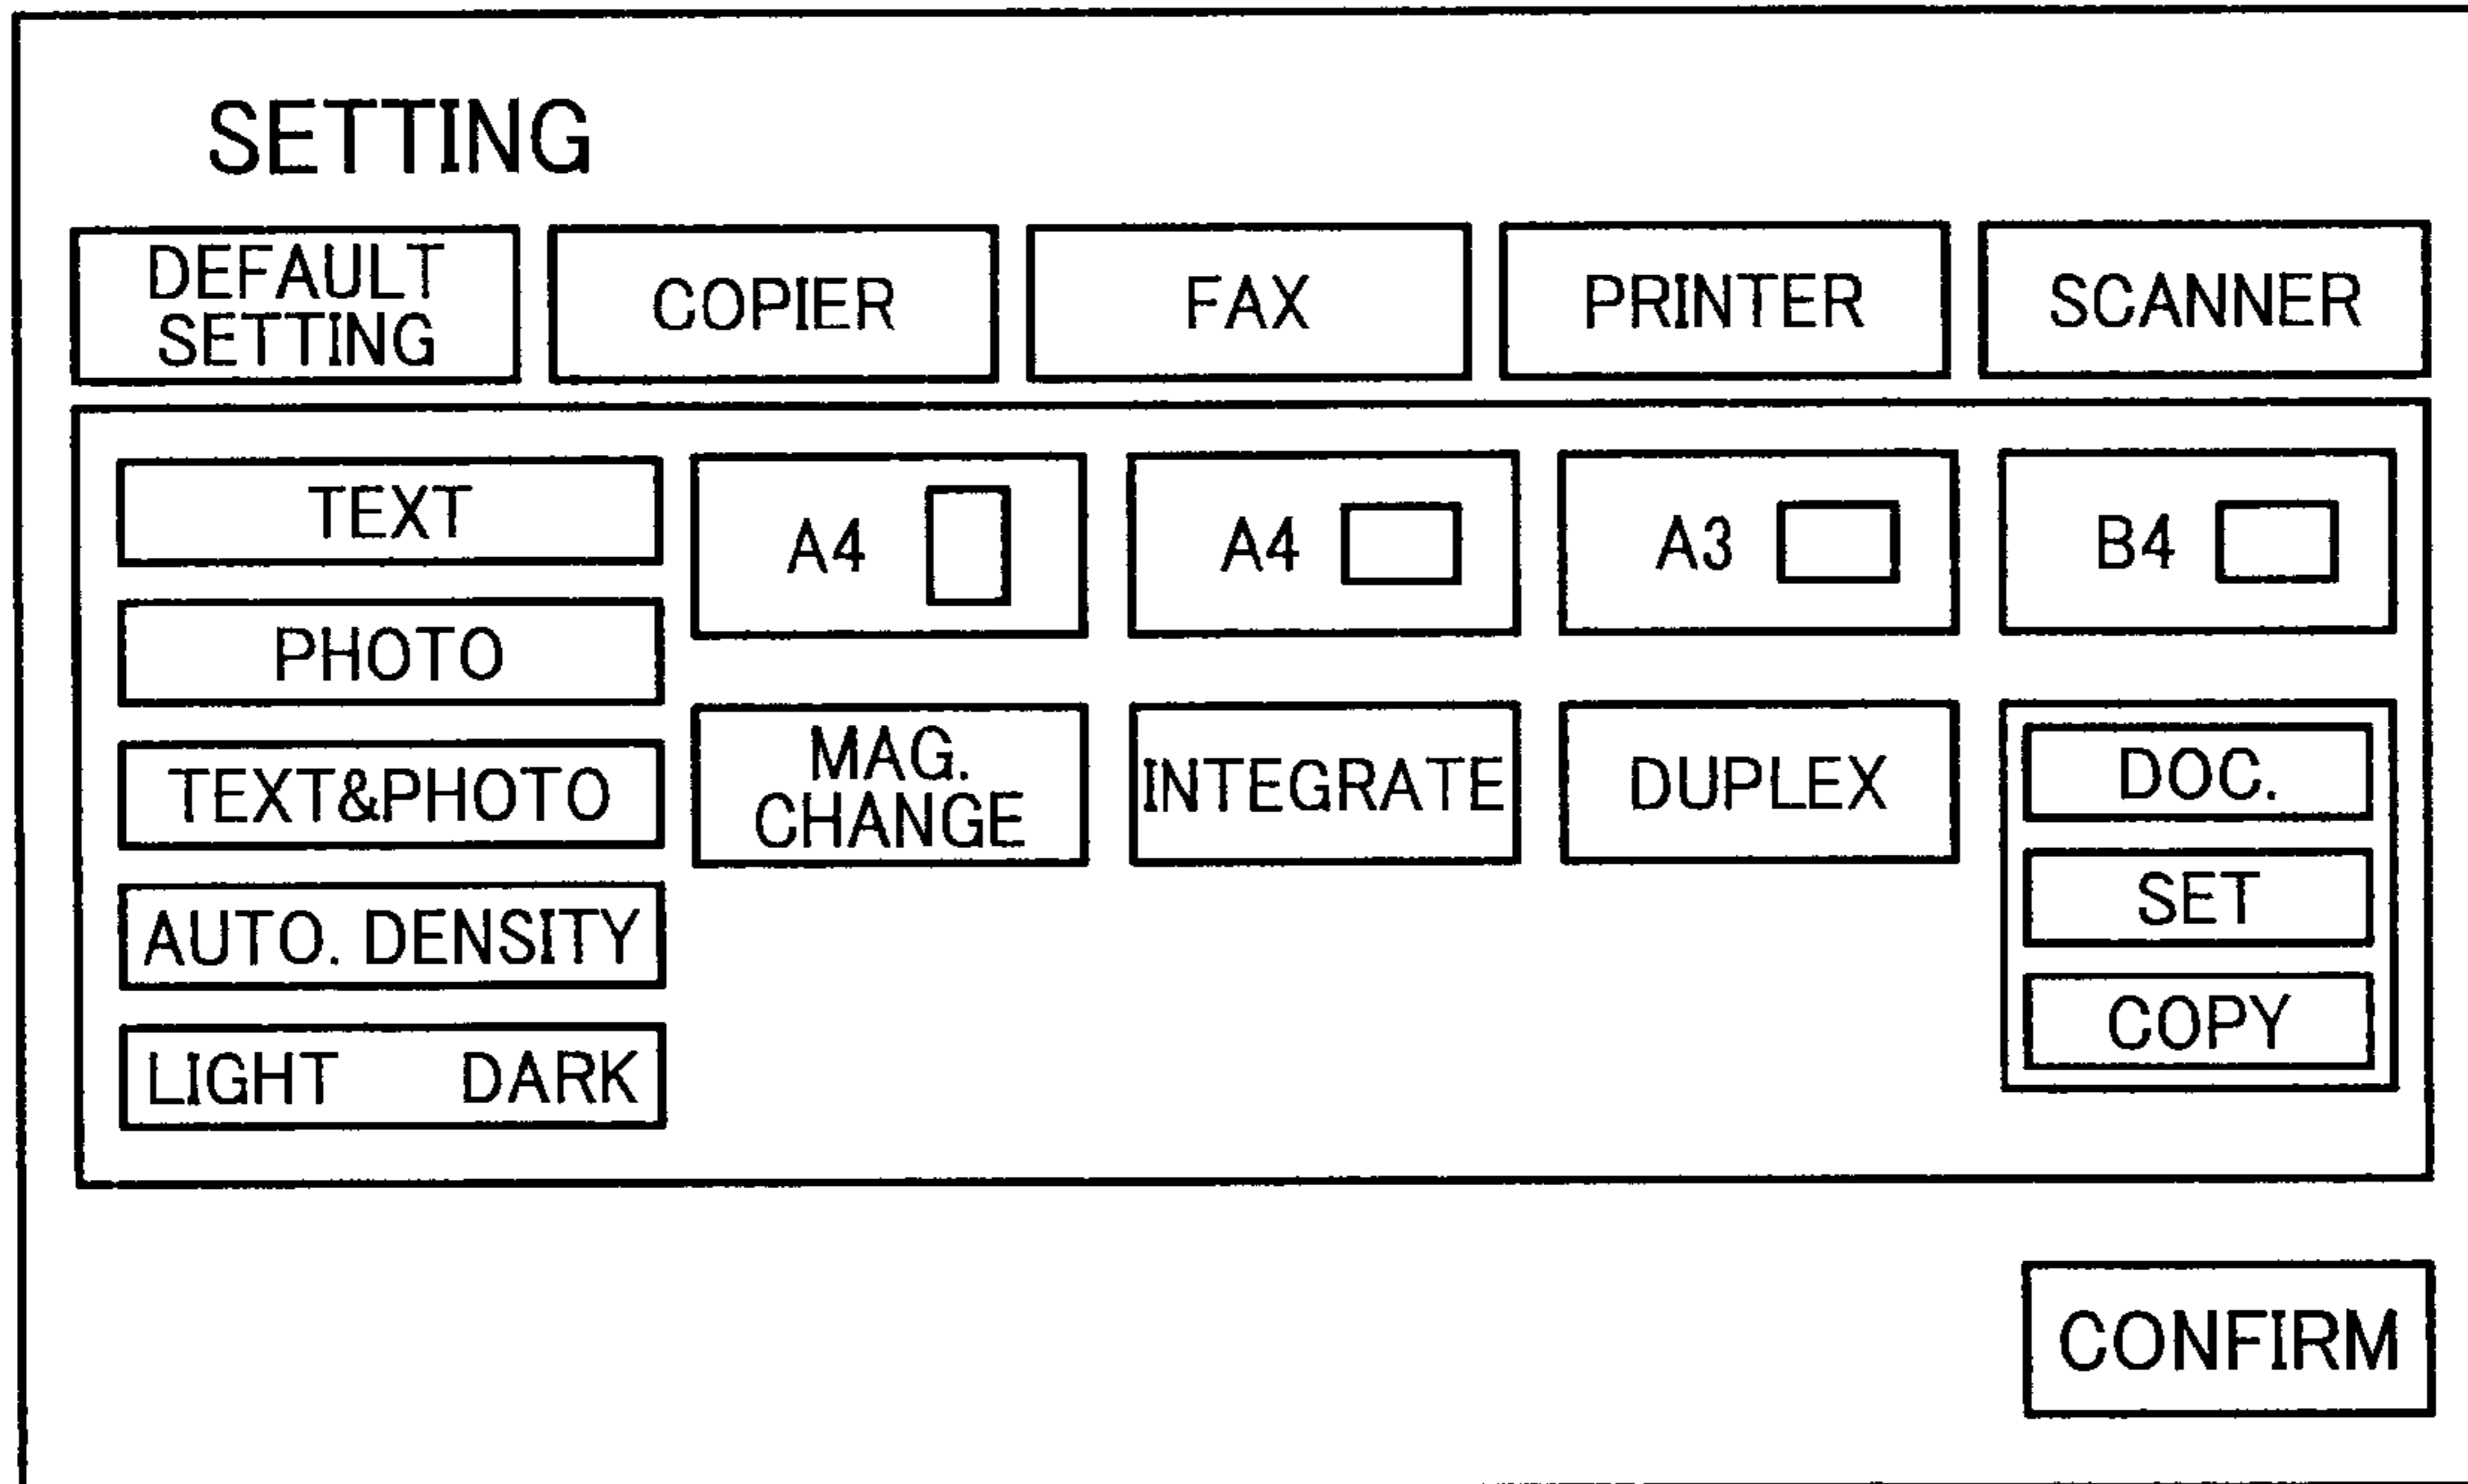 SETTING
DEFAULT
SETTING
COPIER
FAX
PRINTER
SCANNER
TEXT
PHOTO
TEXT&PHOTO
AUTO. DENSITY
LIGHT DARK
A4
A4
A3
B4
MAG.
CHANGE
INTEGRATE
DUPLEX
DOC.
SET
COPY
CONFIRM